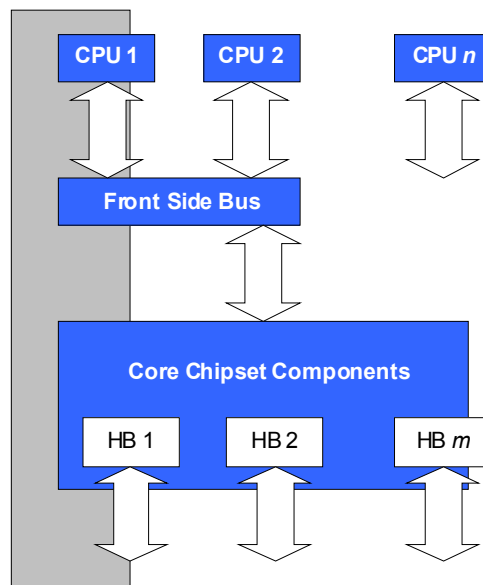 CPU 1
CPU 2
CPU n
Front Side Bus
Core Chipset Components
HB 1
HB 2
HB m